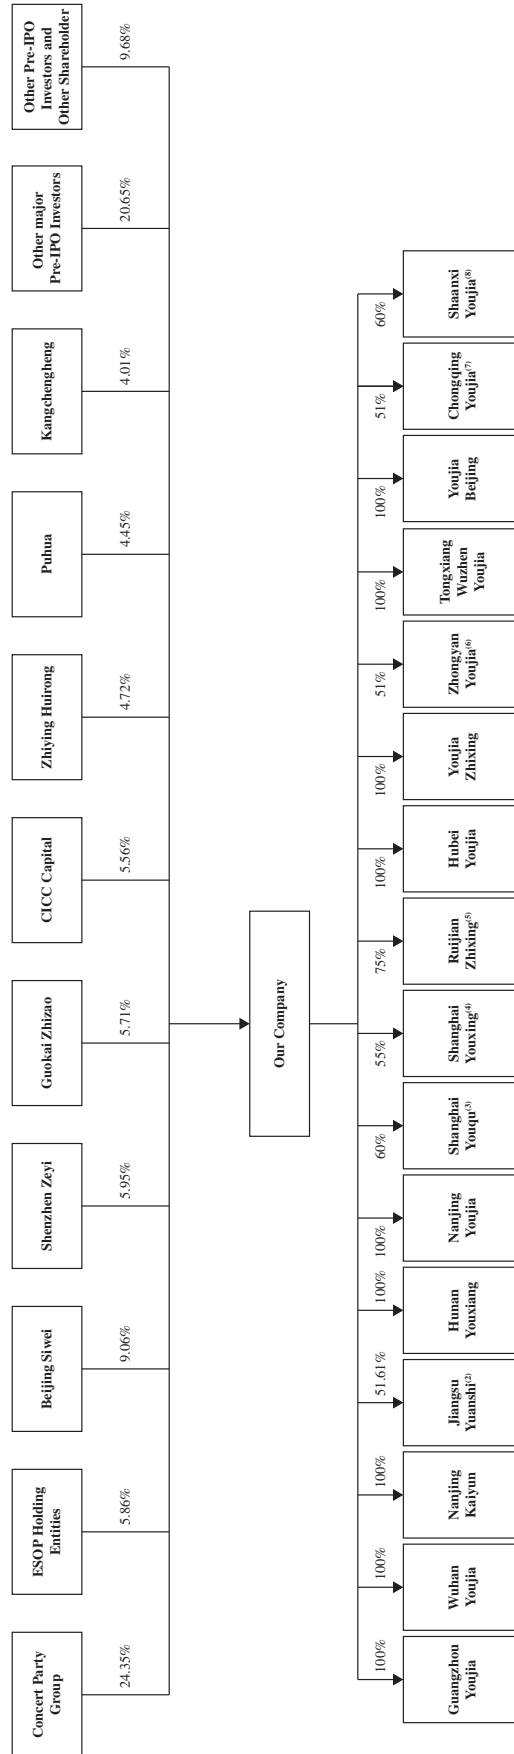 Concert Party
Group
ESOP Holding
Entities
Beijing Siwei
Shenzhen Zeyi
Guokai Zhizao
CICC Capital
Zhiying Huirong
Puhua
Kangchengheng
Other major
Pre-IPO Investors
Other Pre-IPO
Investors and
Other Shareholder
24.35%
5.86%
9.06%
5.95%
5.71%
5.56%
4.72%
4.45%
4.01%
20.65%
9.68%
Our Company
100%
100%
100%
51.61%
100%
100%
60%
55%
75%
100%
100%
51%
100%
100%
51%
60%
Guangzhou
Youjia
Wuhan
Youjia
Nanjing
Kaiyun
Jiangsu
Yuanshi(2)
Hunan
Youxiang
Nanjing
Youjia
Shanghai
Youqu(3)
Shanghai
Youxing(4)
Ruijian
Zhixing(5)
Hubei
Youjia
Youjia
Zhixing
Zhongyan
Youjia(6)
Tongxiang
Wuzhen
Youjia
Youjia
Beijing
Chongqing
Youjia(7)
Shaanxi
Youjia(8)